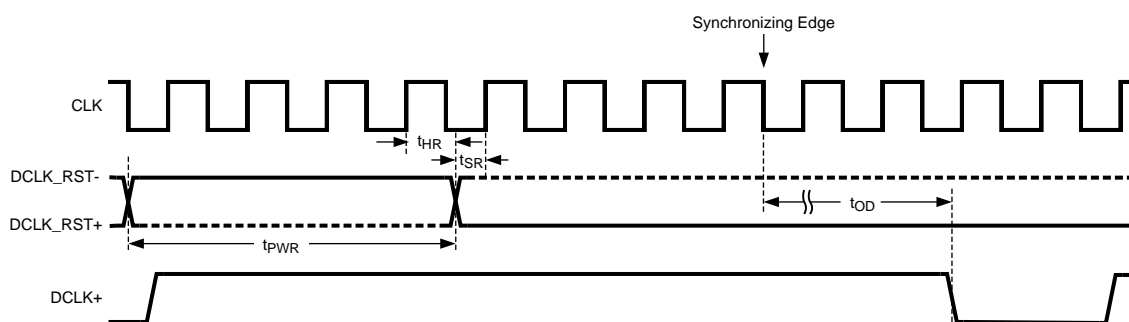 Synchronizing Edge
CLK
tHR
tSR
DCLK_RST-
DCLK_RST+
tOD
tPWR
DCLK+